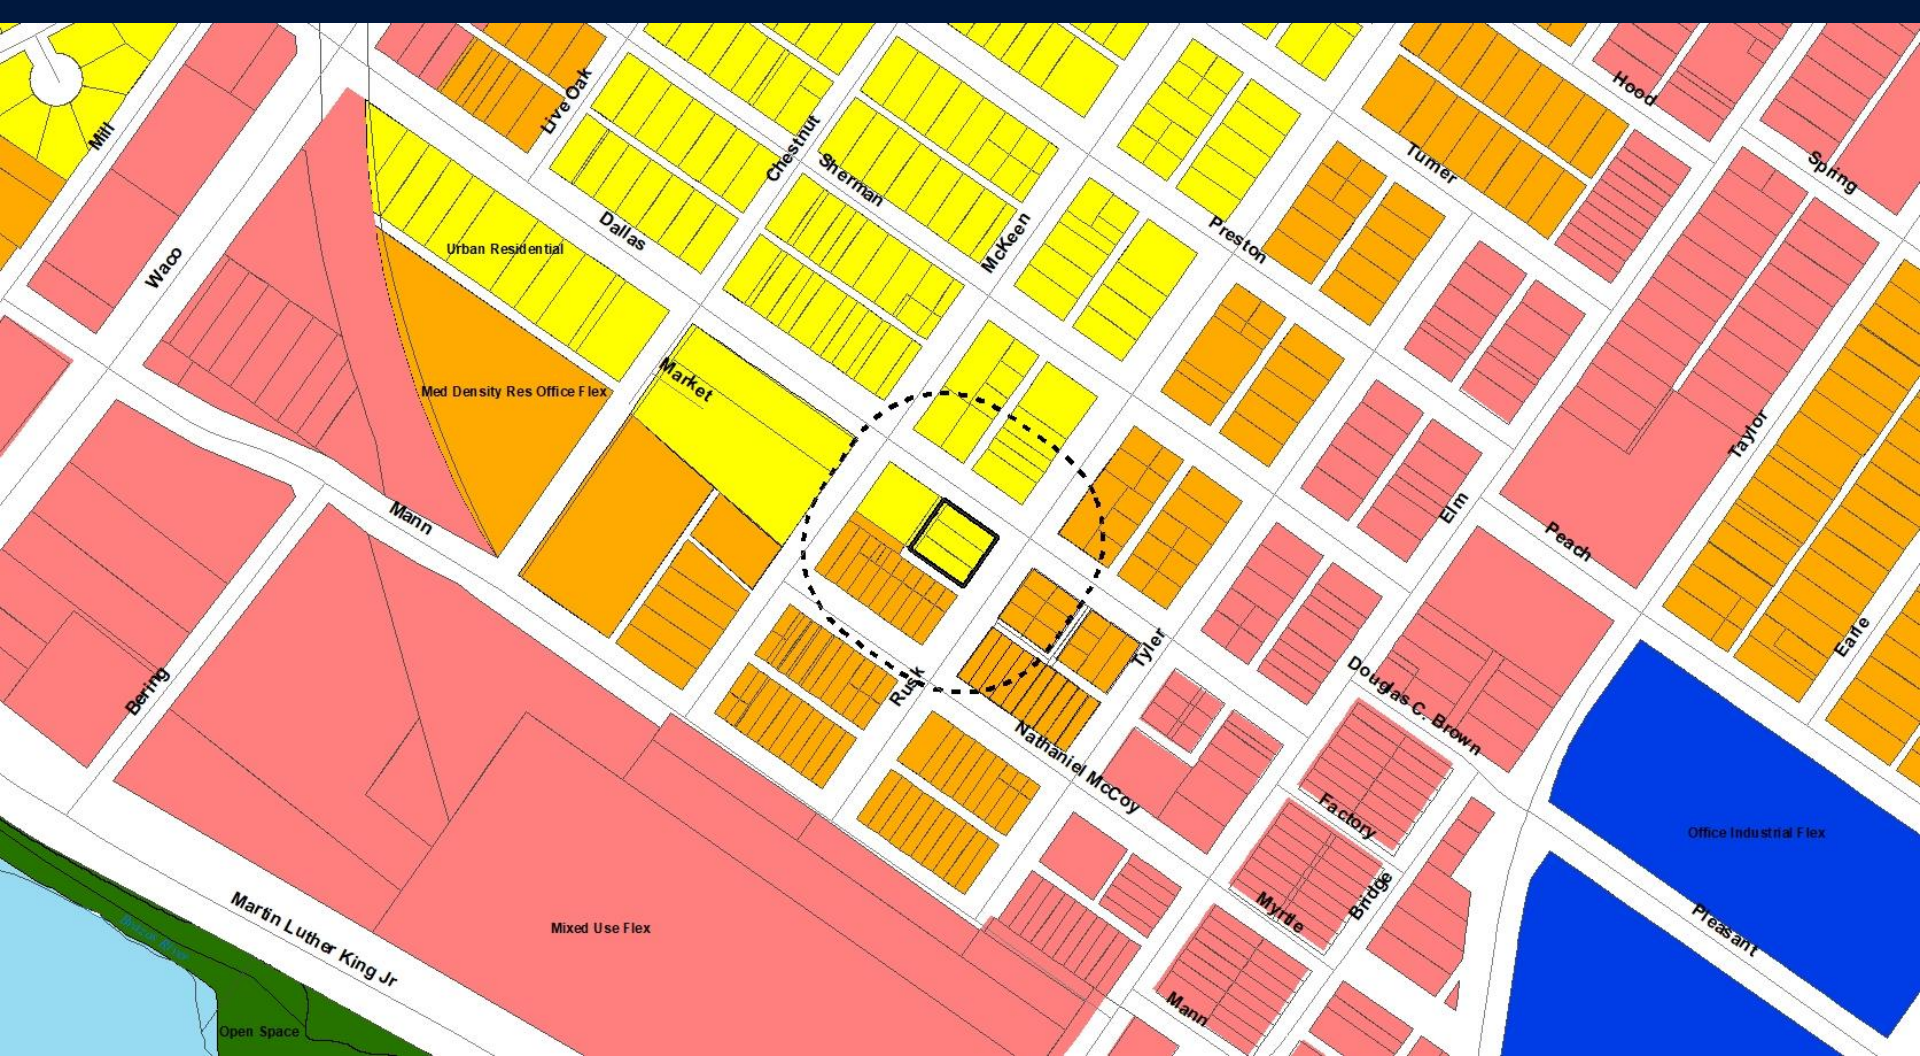 Hood
Live Oak
Mill
Chestnut
Turner
Spring
Sherman
Dallas
McKeen
Preston
Urban Residential
Waco
Market
Med Density Res Office Flex
Taylor
Elm
Mann
Peach
Earle
Tyler
Bering
Rusk
Douglas C. Brown
Nathaniel McCoy
Factory
Office Industrial Flex
Bridge
Myrtle
Martin Luther King Jr
Mixed Use Flex
Pleasant
Brazos River
Mann
Open Space